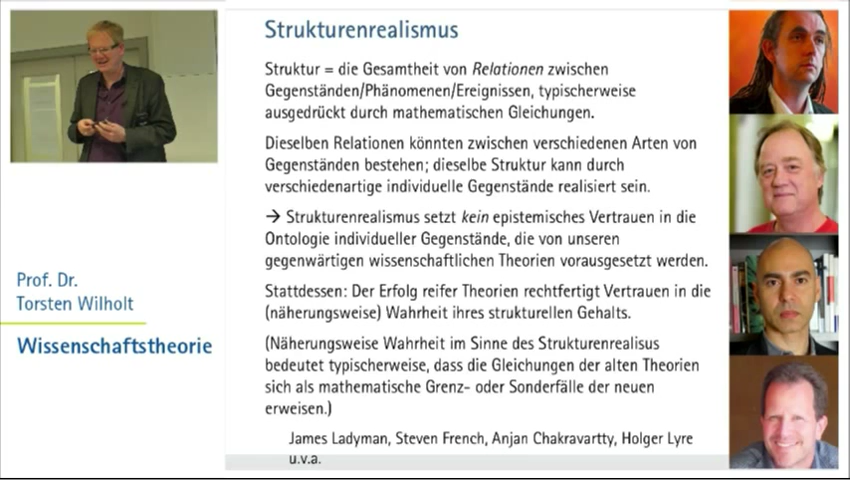 Strukturenrealismus
Struktur = die Gesamtheit von Relationen zwischen
Gegenständen/Phänomenen/Ereignissen, typischerweise
ausgedrückt durch mathematischen Gleichungen.
Dieselben Relationen könnten zwischen verschiedenen Arten von
Gegenständen bestehen; dieselbe Struktur kann durch
verschiedenartige individuelle Gegenstände realisiert sein.
→ Strukturenrealismus setzt kein epistemisches Vertrauen in die
Ontologie individueller Gegenstände, die von unseren
gegenwärtigen wissenschaftlichen Theorien vorausgesetzt werden.
Stattdessen: Der Erfolg reifer Theorien rechtfertigt Vertrauen in die
(näherungsweise) Wahrheit ihres strukturellen Gehalts.
(Näherungsweise Wahrheit im Sinne des Strukturenrealisus
bedeutet typischerweise, dass die Gleichungen der alten Theorien
sich als mathematische Grenz- oder Sonderfälle der neuen
erweisen.)
James Ladyman, Steven French, Anjan Chakravartty, Holger Lyre
u.v.a.
Prof. Dr.
Torsten Wilholt
Wissenschaftstheorie